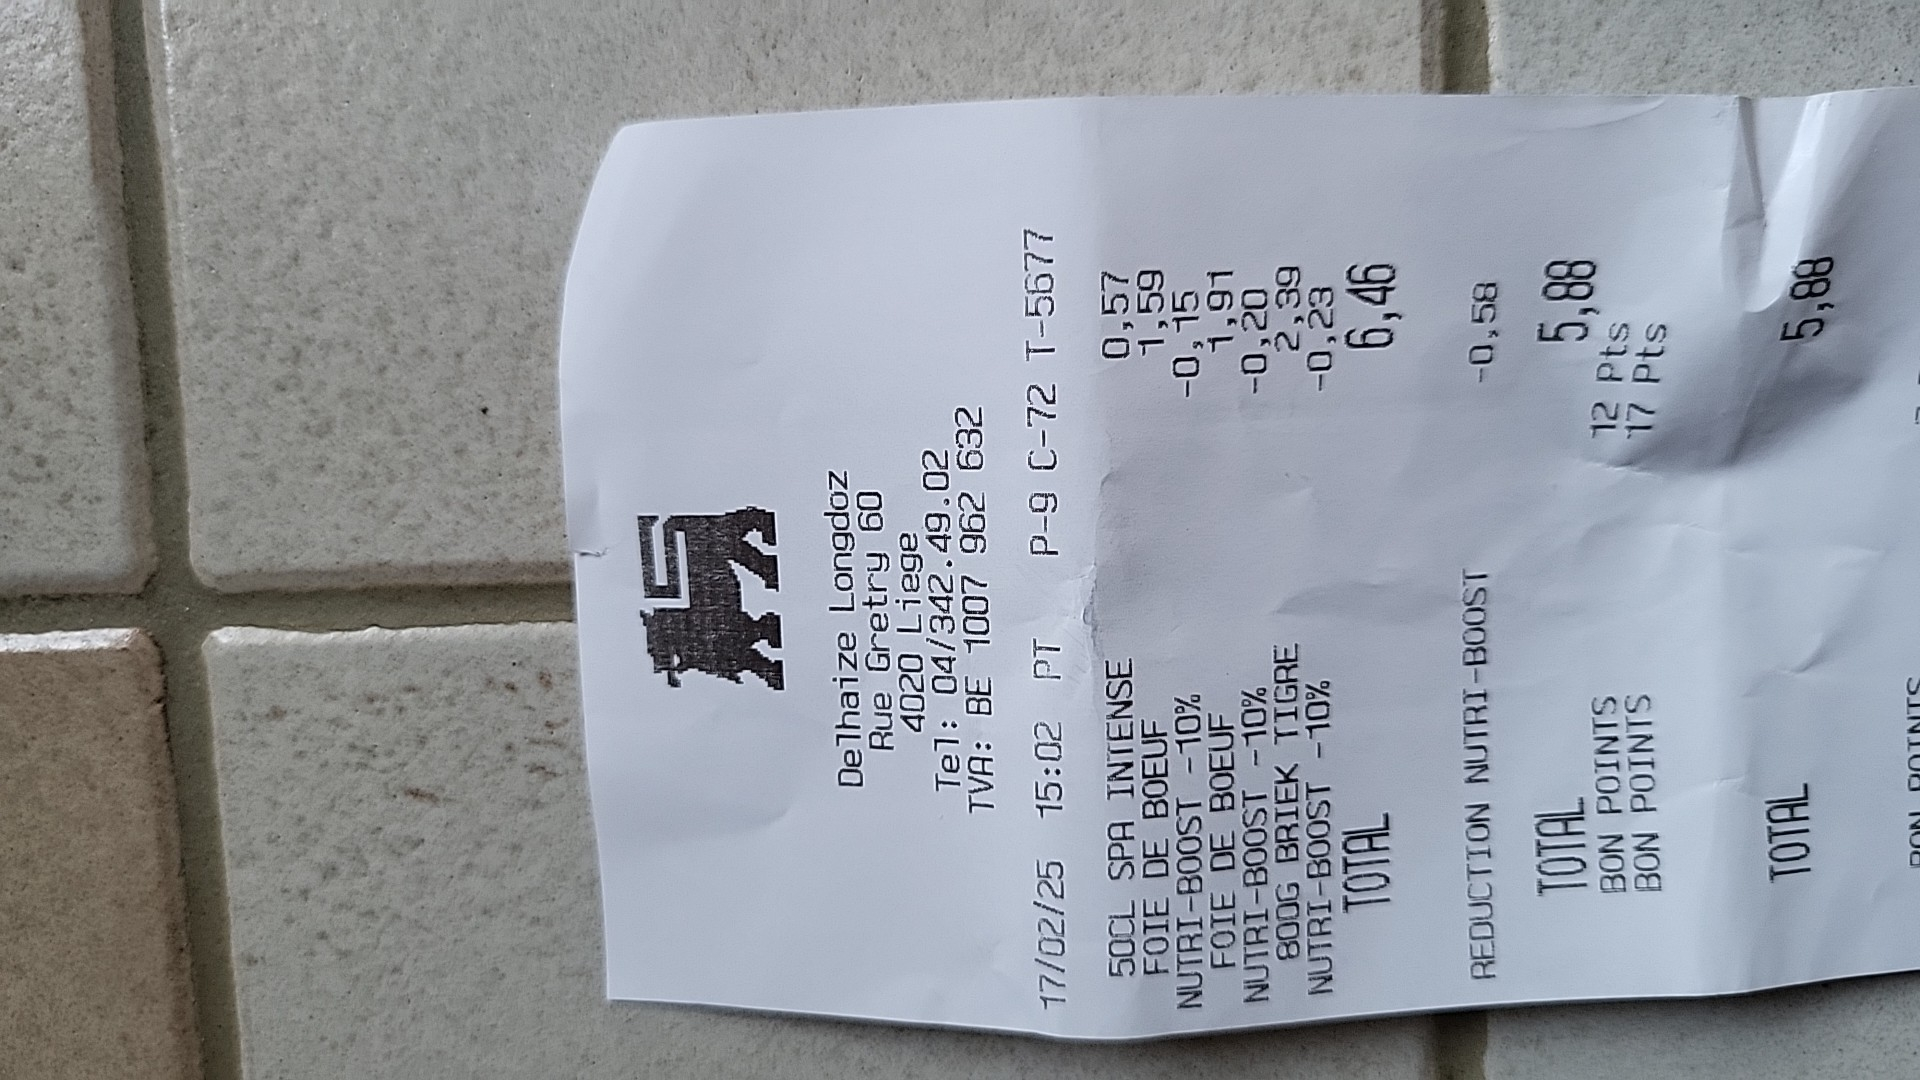 Delhaize Longdoz
Rue Gretry 60
4020 Liege
Tel: 04/342.49.02
TVA: BE 1007 962 632
17/02/25 15:02 PT P-9 C-72 T-5677
50CL SPA INTENSE 0,57
FOIE DE BOEUF 1,59
NUTRI-BOOST -10% -0,15
FOIE DE BOEUF 1,91
NUTRI-BOOST -10% -0,20
800G BRIEK TIGRE 2,39
NUTRI-BOOST -10% -0,23
TOTAL 6,46
REDUCTION NUTRI-BOOST -0,58
TOTAL 5,88
BON POINTS 12 Pts
BON POINTS 17 Pts
TOTAL 5,88
BON POINTS